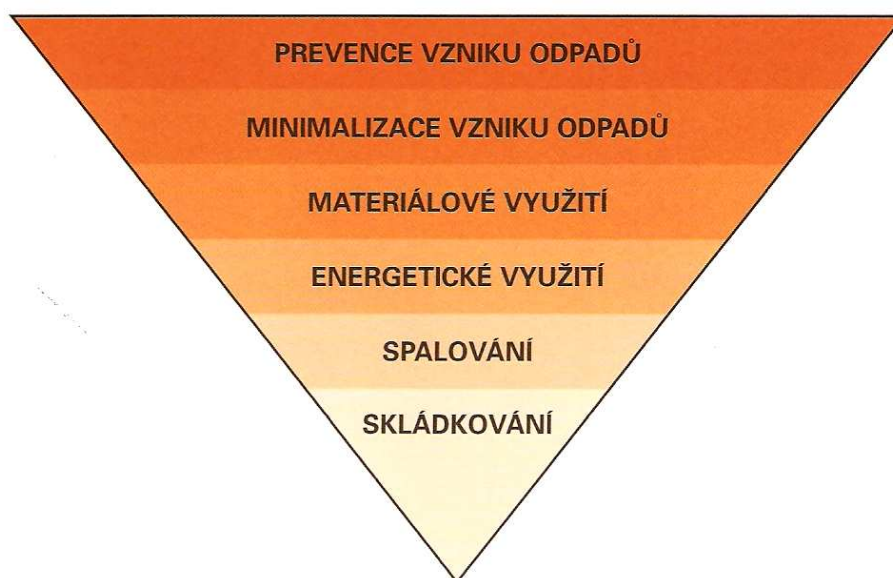 PREVENCE VZNIKU ODPADŮ
MINIMALIZACE VZNIKU ODPADŮ
MATERIÁLOVÉ VYUŽITÍ
ENERGETICKÉ VYUŽITÍ
SPALOVÁNÍ
SKLÁDKOVÁNÍ